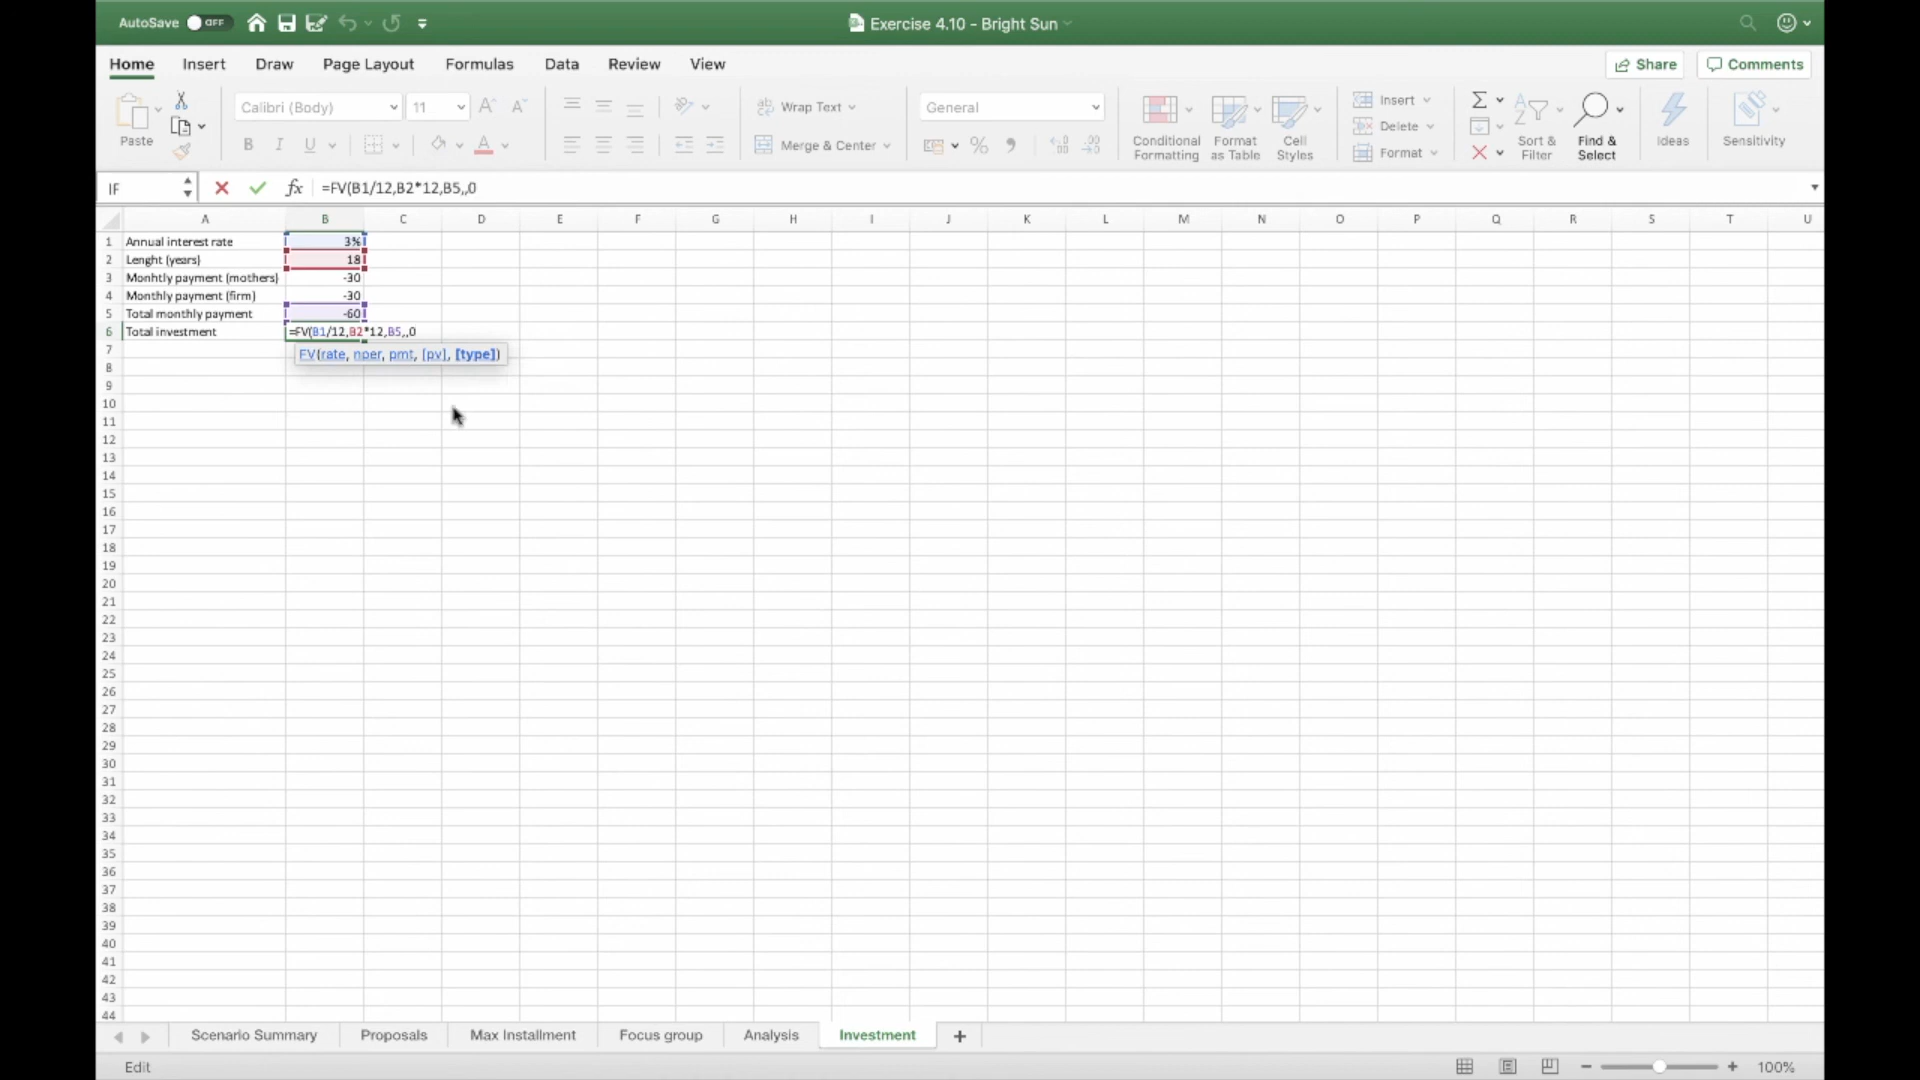 AutoSave OFF
Exercise 4.10 - Bright Sun
Home Insert Draw Page Layout Formulas Data Review View Share Comments
Paste
Calibri (Body) 11
B I U A
Wrap Text
Merge & Center
General
%
Conditional Formatting
Format as Table
Cell Styles
Insert
Delete
Format
Sort & Filter
Find & Select
Ideas
Sensitivity
IF fx =FV(B1/12,B2*12,B5,,0
A B C D E F G H I J K L M N O P Q R S T U
1 Annual interest rate 3%
2 Lenght (years) 18
3 Monhtly payment (mothers) -30
4 Monthly payment (firm) -30
5 Total monthly payment -60
6 Total investment =FV(B1/12,B2*12,B5,,0
7 FV(rate, nper, pmt, [pv], [type])
8
9
10
11
12
13
14
15
16
17
18
19
20
21
22
23
24
25
26
27
28
29
30
31
32
33
34
35
36
37
38
39
40
41
42
43
44
Scenario Summary Proposals Max Installment Focus group Analysis Investment +
Edit 100%